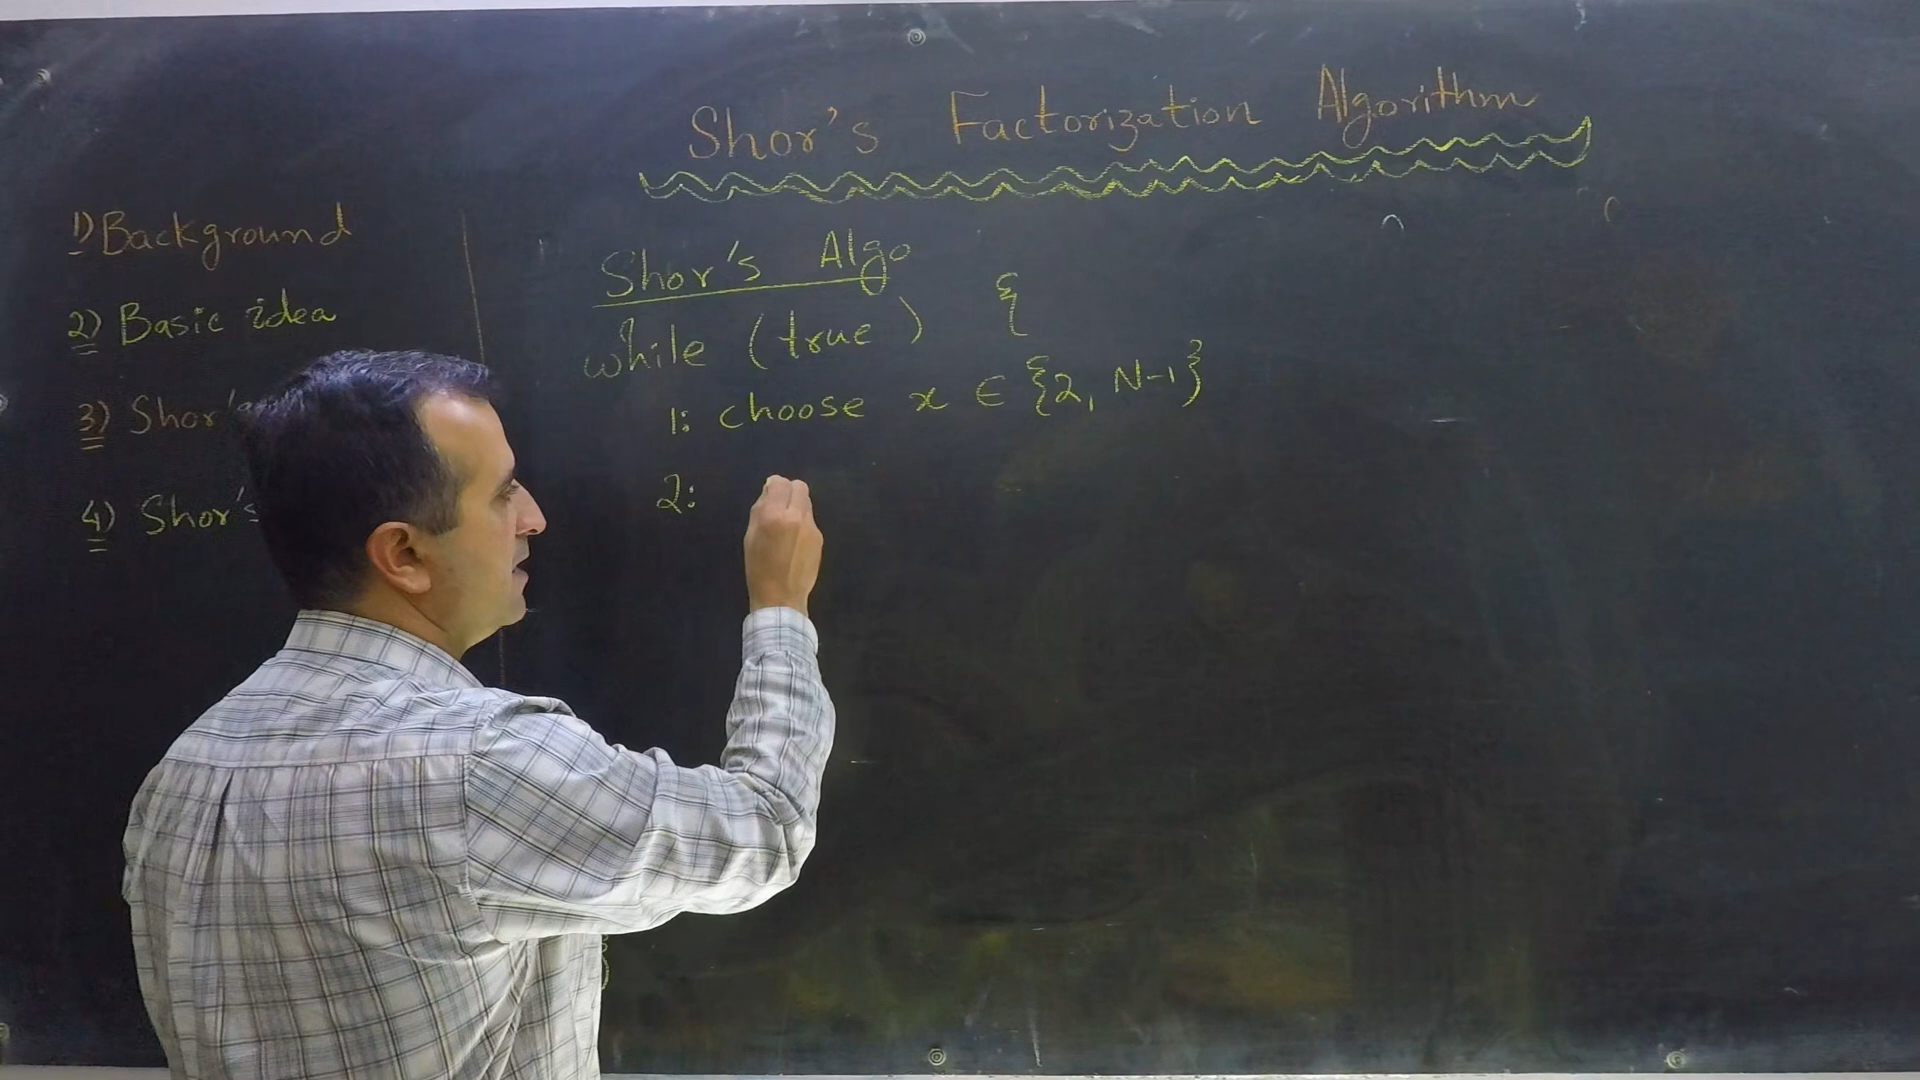 Shor's Factorization Algorithm
1) Background
2) Basic idea
3) Shor's
4) Shor's
Shor's Algo
while (true) {
1: choose x ∈ {2, N-1}
2: